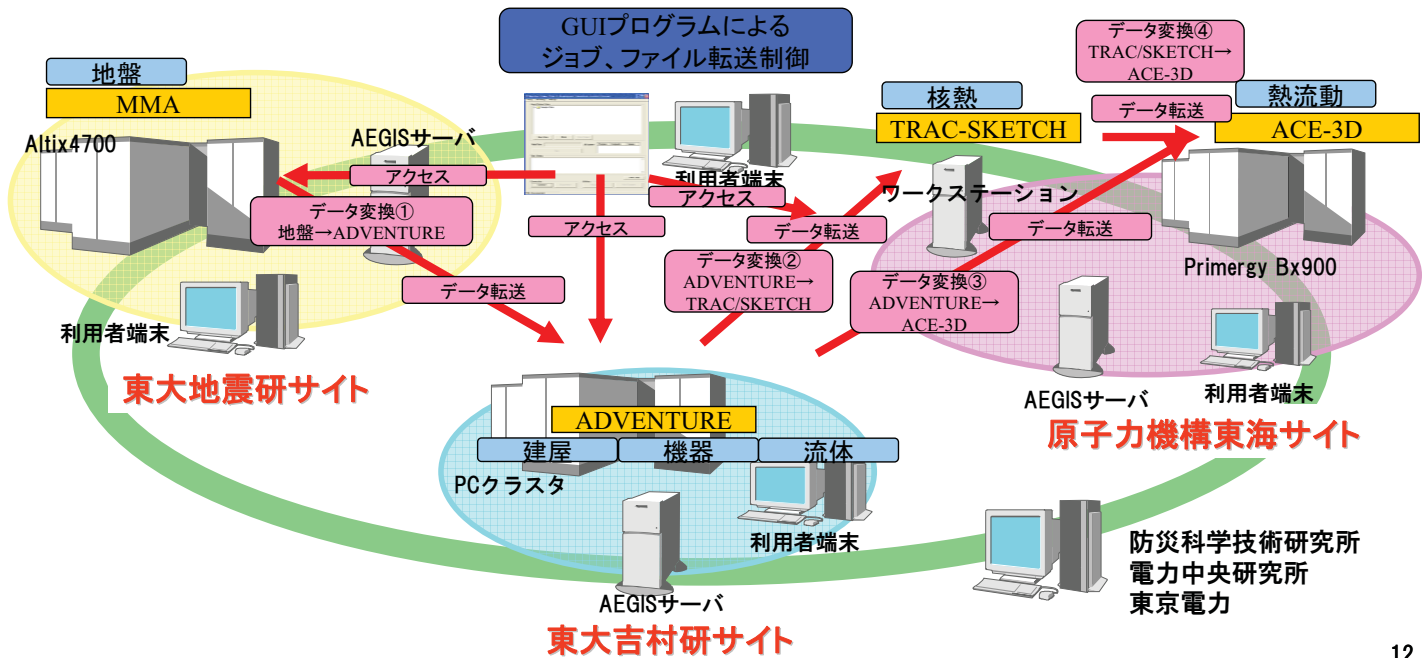 GUIプログラムによる
ジョブ、ファイル転送制御
地盤
MMA
Altix4700
AEGISサーバ
アクセス
データ変換①
地盤→ADVENTURE
データ転送
利用者端末
東大地震研サイト
利用者端末
アクセス
アクセス
データ転送
データ変換②
ADVENTURE→
TRAC/SKETCH
核熱
TRAC-SKETCH
ワークステーション
データ変換④
TRAC/SKETCH→
ACE-3D
データ転送
熱流動
ACE-3D
データ転送
データ変換③
ADVENTURE→
ACE-3D
Primergy Bx900
AEGISサーバ
利用者端末
原子力機構東海サイト
ADVENTURE
建屋
機器
流体
PCクラスタ
利用者端末
AEGISサーバ
東大吉村研サイト
防災科学技術研究所
電力中央研究所
東京電力
12